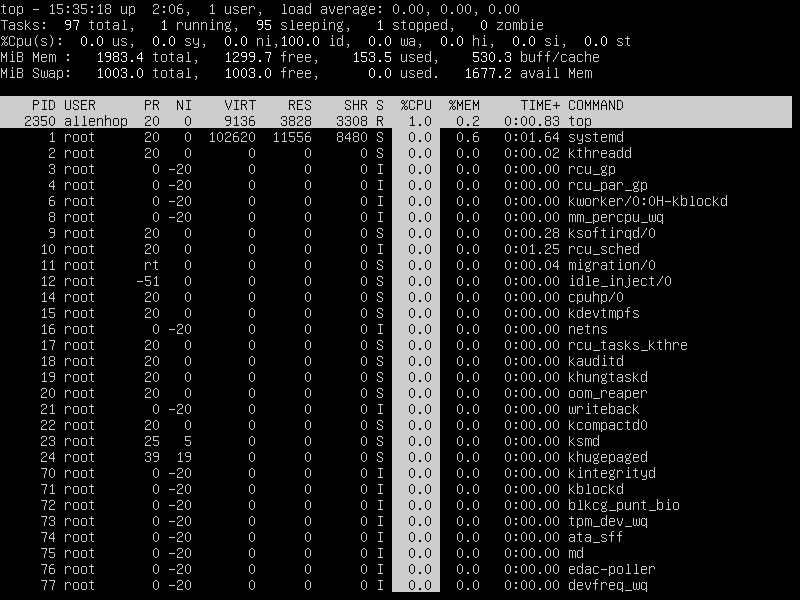 top - 15:35:18 up  2:06,  1 user,  load average: 0.00, 0.00, 0.00
Tasks:  97 total,   1 running,  95 sleeping,   1 stopped,   0 zombie
%Cpu(s):  0.0 us,  0.0 sy,  0.0 ni,100.0 id,  0.0 wa,  0.0 hi,  0.0 si,  0.0 st
MiB Mem :   1983.4 total,   1299.7 free,    153.5 used,    530.3 buff/cache
MiB Swap:   1003.0 total,   1003.0 free,      0.0 used.   1677.2 avail Mem
    PID USER      PR  NI    VIRT    RES    SHR S  %CPU  %MEM     TIME+ COMMAND
   2350 allenhop  20   0    9136   3828   3308 R   1.0   0.2   0:00.83 top
      1 root      20   0  102620  11556   8480 S   0.0   0.6   0:01.64 systemd
      2 root      20   0       0      0      0 S   0.0   0.0   0:00.02 kthreadd
      3 root       0 -20       0      0      0 I   0.0   0.0   0:00.00 rcu_gp
      4 root       0 -20       0      0      0 I   0.0   0.0   0:00.00 rcu_par_gp
      6 root       0 -20       0      0      0 I   0.0   0.0   0:00.00 kworker/0:0H-kblockd
      8 root       0 -20       0      0      0 I   0.0   0.0   0:00.00 mm_percpu_wq
      9 root      20   0       0      0      0 S   0.0   0.0   0:00.28 ksoftirqd/0
     10 root      20   0       0      0      0 I   0.0   0.0   0:01.25 rcu_sched
     11 root      rt   0       0      0      0 S   0.0   0.0   0:00.04 migration/0
     12 root     -51   0       0      0      0 S   0.0   0.0   0:00.00 idle_inject/0
     14 root      20   0       0      0      0 S   0.0   0.0   0:00.00 cpuhp/0
     15 root      20   0       0      0      0 S   0.0   0.0   0:00.00 kdevtmpfs
     16 root       0 -20       0      0      0 I   0.0   0.0   0:00.00 netns
     17 root      20   0       0      0      0 S   0.0   0.0   0:00.00 rcu_tasks_kthre
     18 root      20   0       0      0      0 S   0.0   0.0   0:00.00 kauditd
     19 root      20   0       0      0      0 S   0.0   0.0   0:00.00 khungtaskd
     20 root      20   0       0      0      0 S   0.0   0.0   0:00.00 oom_reaper
     21 root       0 -20       0      0      0 I   0.0   0.0   0:00.00 writeback
     22 root      20   0       0      0      0 S   0.0   0.0   0:00.00 kcompactd0
     23 root      25   5       0      0      0 S   0.0   0.0   0:00.00 ksmd
     24 root      39  19       0      0      0 S   0.0   0.0   0:00.00 khugepaged
     70 root       0 -20       0      0      0 I   0.0   0.0   0:00.00 kintegrityd
     71 root       0 -20       0      0      0 I   0.0   0.0   0:00.00 kblockd
     72 root       0 -20       0      0      0 I   0.0   0.0   0:00.00 blkcg_punt_bio
     73 root       0 -20       0      0      0 I   0.0   0.0   0:00.00 tpm_dev_wq
     74 root       0 -20       0      0      0 I   0.0   0.0   0:00.00 ata_sff
     75 root       0 -20       0      0      0 I   0.0   0.0   0:00.00 md
     76 root       0 -20       0      0      0 I   0.0   0.0   0:00.00 edac-poller
     77 root       0 -20       0      0      0 I   0.0   0.0   0:00.00 devfreq_wq